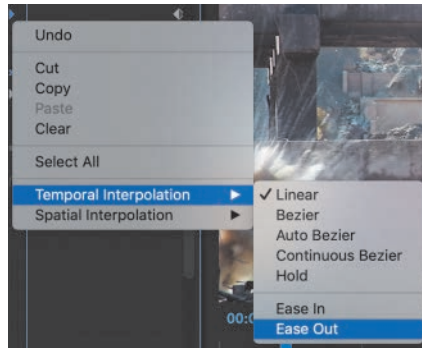 Undo
Cut
Copy
Paste
Clear
Select All
Temporal Interpolation
Spatial Interpolation
✓ Linear
Bezier
Auto Bezier
Continuous Bezier
Hold
Ease In
Ease Out